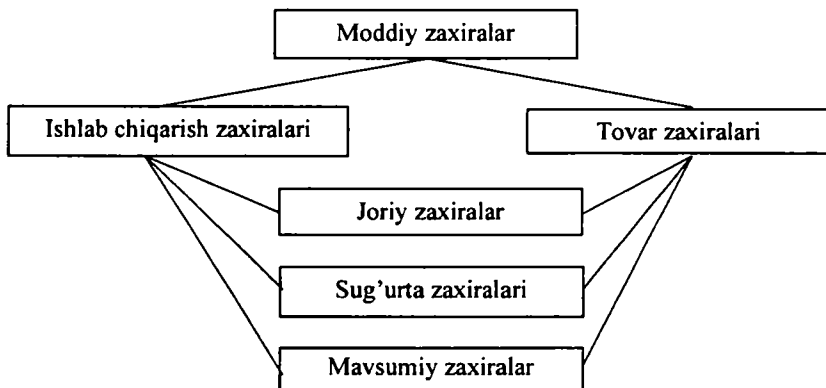 Moddiy zaxiralar
Ishlab chiqarish zaxiralari
Tovar zaxiralari
Joriy zaxiralar
Sug'urta zaxiralari
Mavsumiy zaxiralar